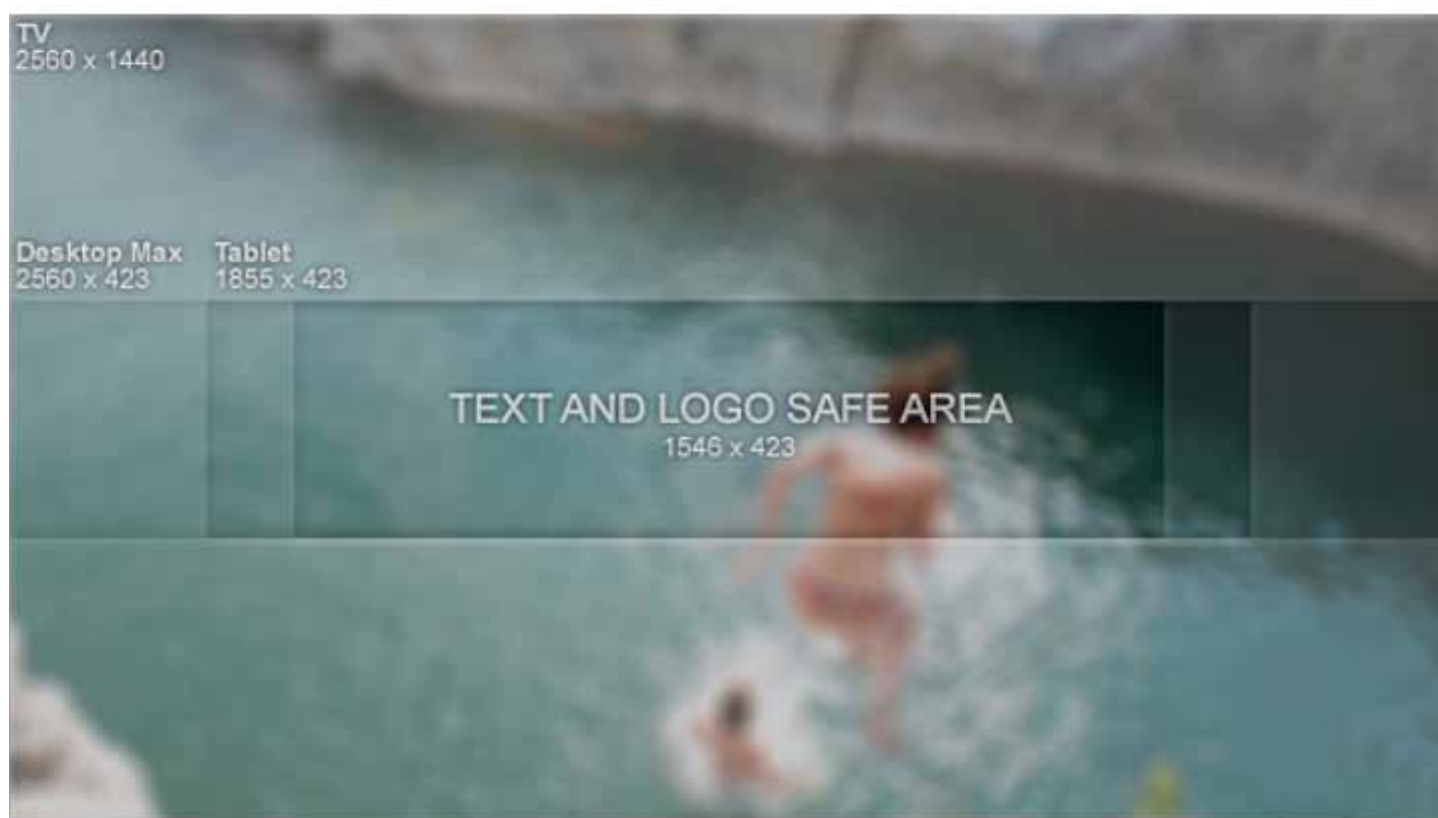 TV
2560 x 1440
Desktop Max
2560 x 423
Tablet
1855 x 423
TEXT AND LOGO SAFE AREA
1546 x 423